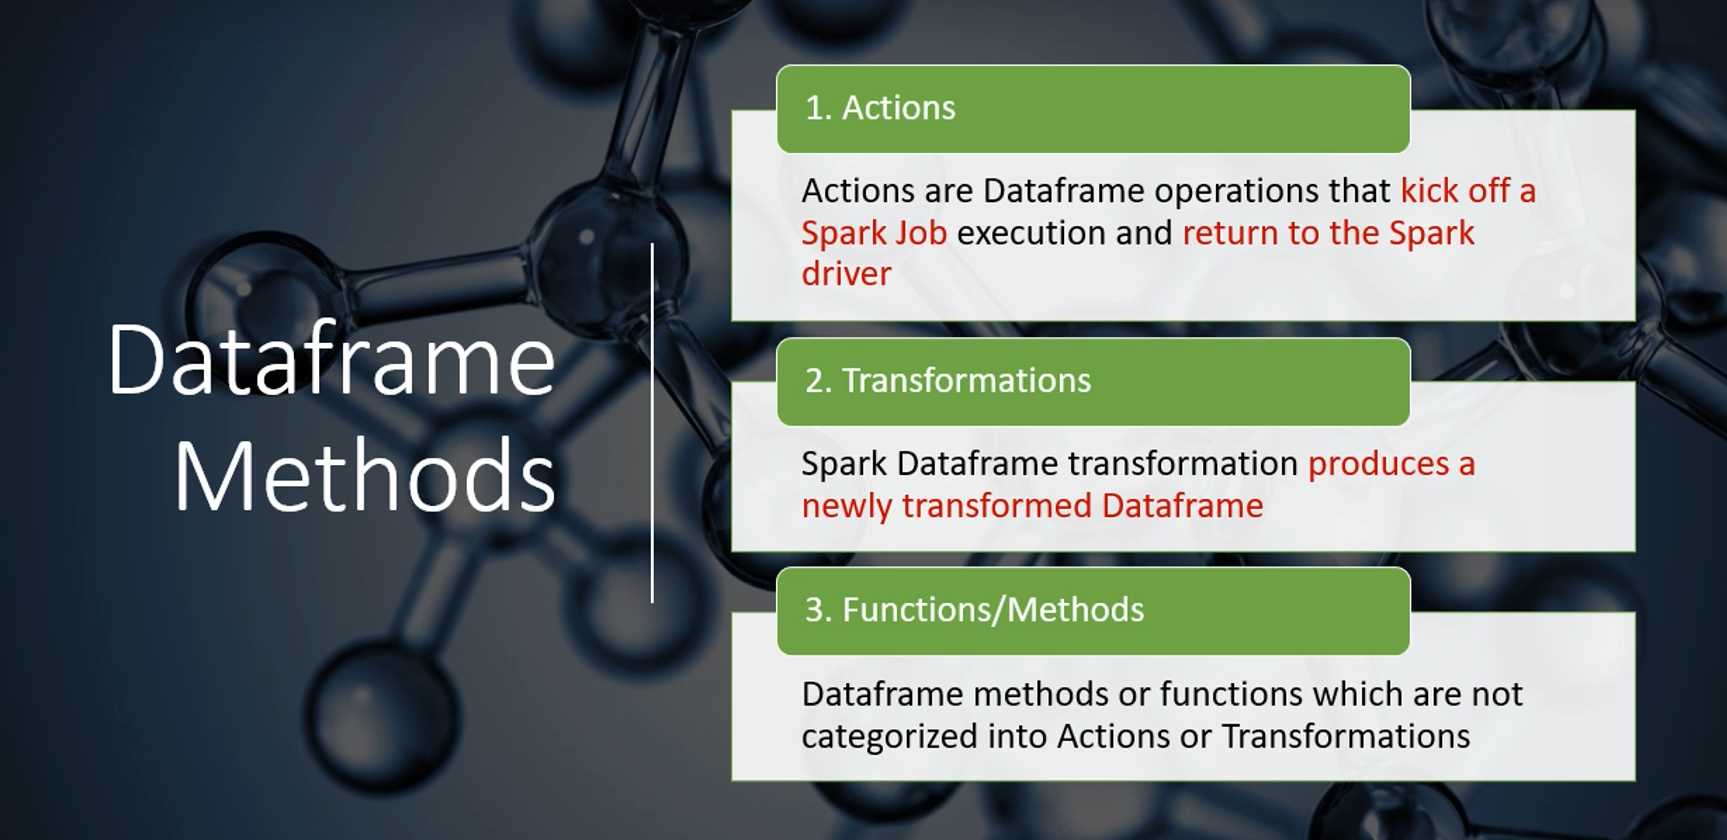 Dataframe
Methods
1. Actions
Actions are Dataframe operations that kick off a
Spark Job execution and return to the Spark
driver
2. Transformations
Spark Dataframe transformation produces a
newly transformed Dataframe
3. Functions/Methods
Dataframe methods or functions which are not
categorized into Actions or Transformations